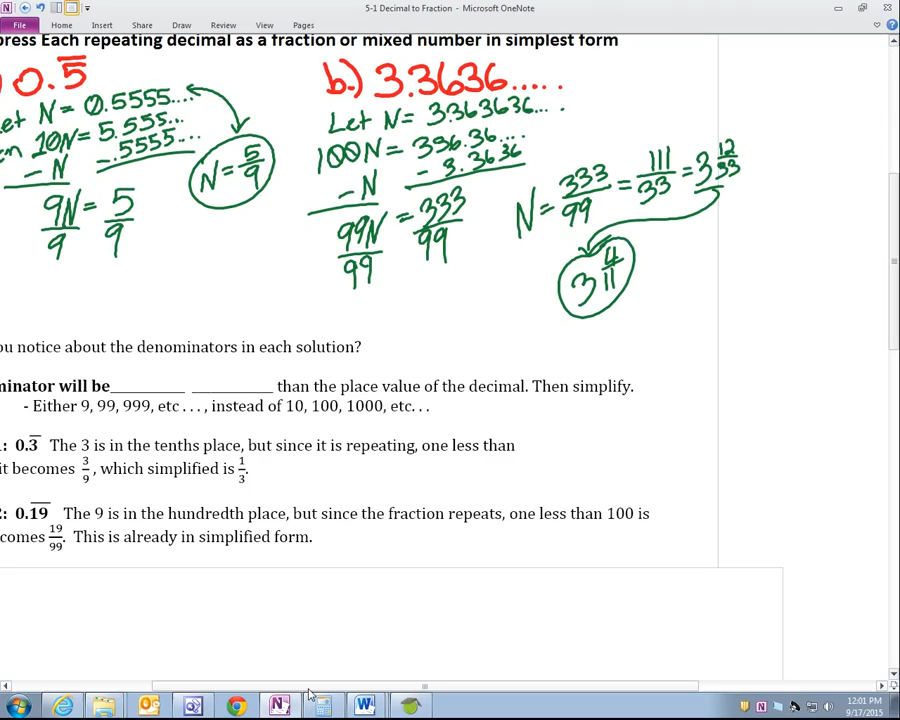 5-1 Decimal to Fraction - Microsoft OneNote
File Home Insert Share Draw Review View Pages
press Each repeating decimal as a fraction or mixed number in simplest form
) 0.5̅
b.) 3.3636.....
et N= 0.5555....
Let N= 3.363636... .
n 10N= 5.555...
100N= 396.36....
- N -.5555...
- 3.3636
- N
9N = 5
9 9
N= 5/9
99N = 333
99 99
N= 333/99 = 111/33 = 3 12/33
3 4/11
ou notice about the denominators in each solution?
minator will be________ ________ than the place value of the decimal. Then simplify.
- Either 9, 99, 999, etc . . . , instead of 10, 100, 1000, etc. . .
: 0.3̅ The 3 is in the tenths place, but since it is repeating, one less than
it becomes 3/9 , which simplified is 1/3.
: 0.1̅9̅ The 9 is in the hundredth place, but since the fraction repeats, one less than 100 is
comes 19/99. This is already in simplified form.
12:01 PM
9/17/2015